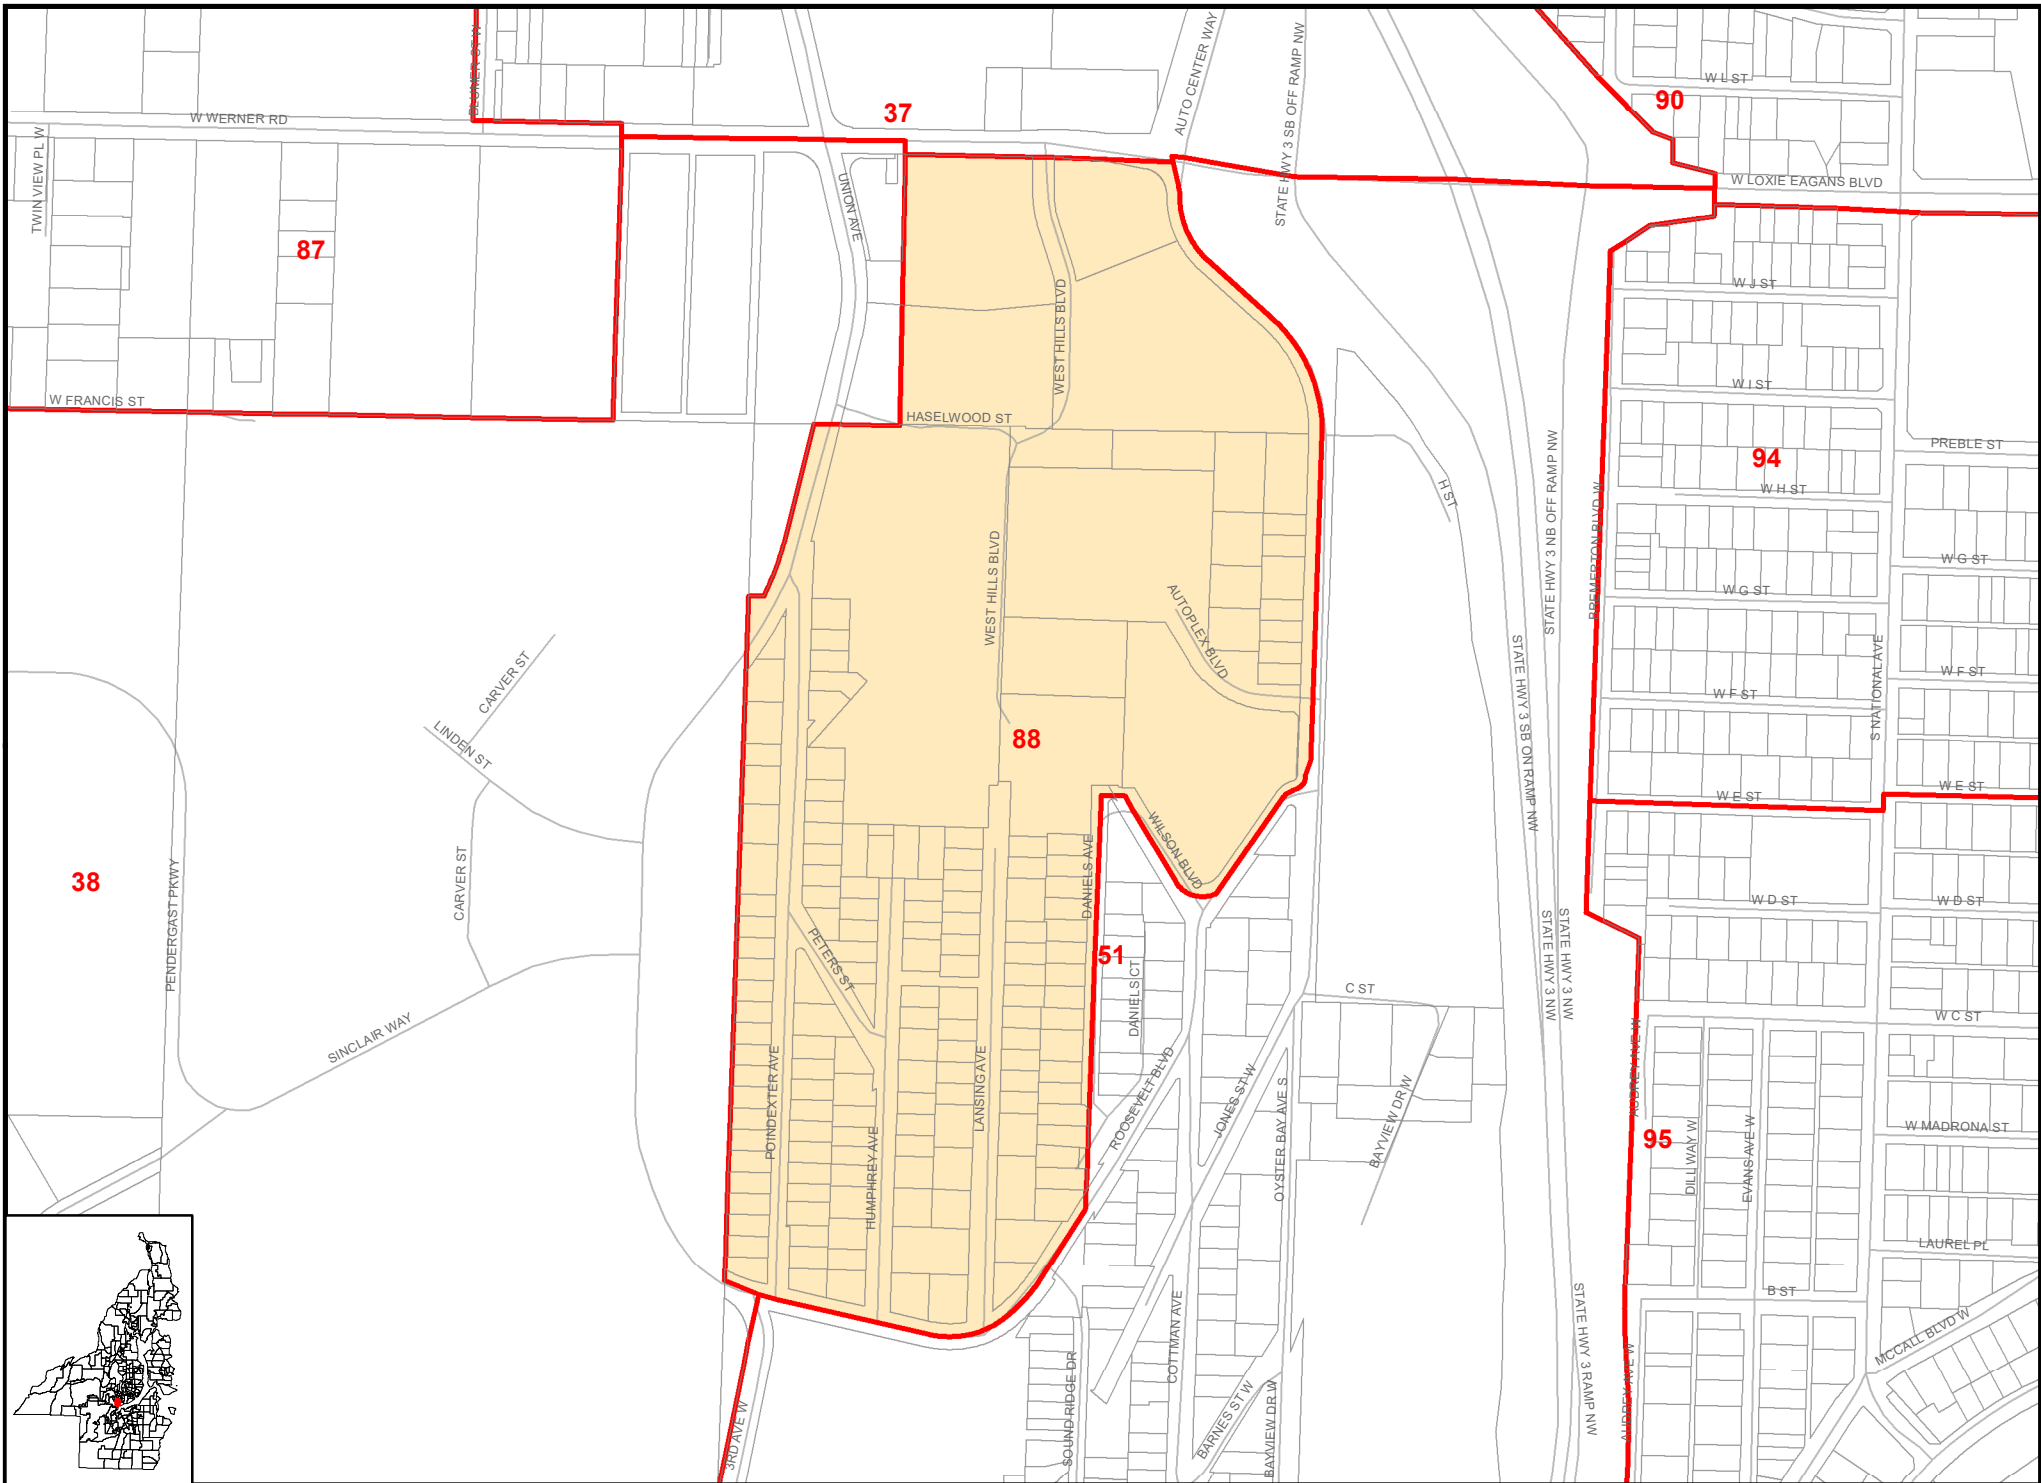 BLUMER ST W
37
AUTO CENTER WAY
STATE HWY 3 SB OFF RAMP NW
W L ST
90
W WERNER RD
TWIN VIEW PL W
UNION AVE
W LOXIE EAGANS BLVD
87
W J ST
WEST HILLS BLVD
W I ST
W FRANCIS ST
HASELWOOD ST
PREBLE ST
94
W H ST
H ST
STATE HWY 3 NB OFF RAMP NW
BREMERTON BLVD W
WEST HILLS BLVD
W G ST
W G ST
AUTOPLEX BLVD
CARVER ST
LINDEN ST
STATE HWY 3 SB ON RAMP NW
S NATIONAL AVE
W F ST
W F ST
88
W E ST
W E ST
WILSON BLVD
DANIELS AVE
38
PENDERGAST PKWY
CARVER ST
W D ST
W D ST
PETERS ST
51
DANIELS CT
STATE HWY 3 NW
STATE HWY 3 NW
C ST
W C ST
SINCLAIR WAY
POINDEXTER AVE
LANSING AVE
HUMPHREY AVE
ROOSEVELT BLVD
JONES ST W
OYSTER BAY AVE S
BAYVIEW DR W
AUBREY AVE W
95
DILL WAY W
EVANS AVE W
W MADRONA ST
LAUREL PL
B ST
MCCALL BLVD W
3RD AVE W
SOUND RIDGE DR
COTTMAN AVE
BARNES ST W
BAYVIEW DR W
STATE HWY 3 RAMP NW
AUBREY AVE W